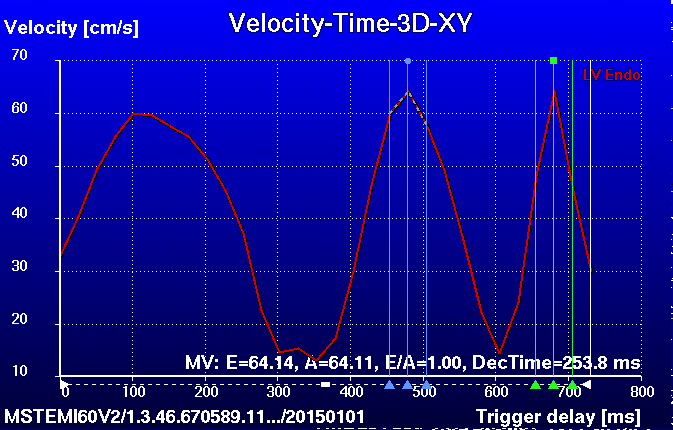 Velocity-Time-3D-XY
Velocity [cm/s]
70
LV Endo
60
50
40
30
20
MV: E=64.14, A=64.11, E/A=1.00, DecTime=253.8 ms
10
0 100 200 300 400 500 600 700 800
MSTEMI60V2/1.3.46.670589.11.../20150101 Trigger delay [ms]